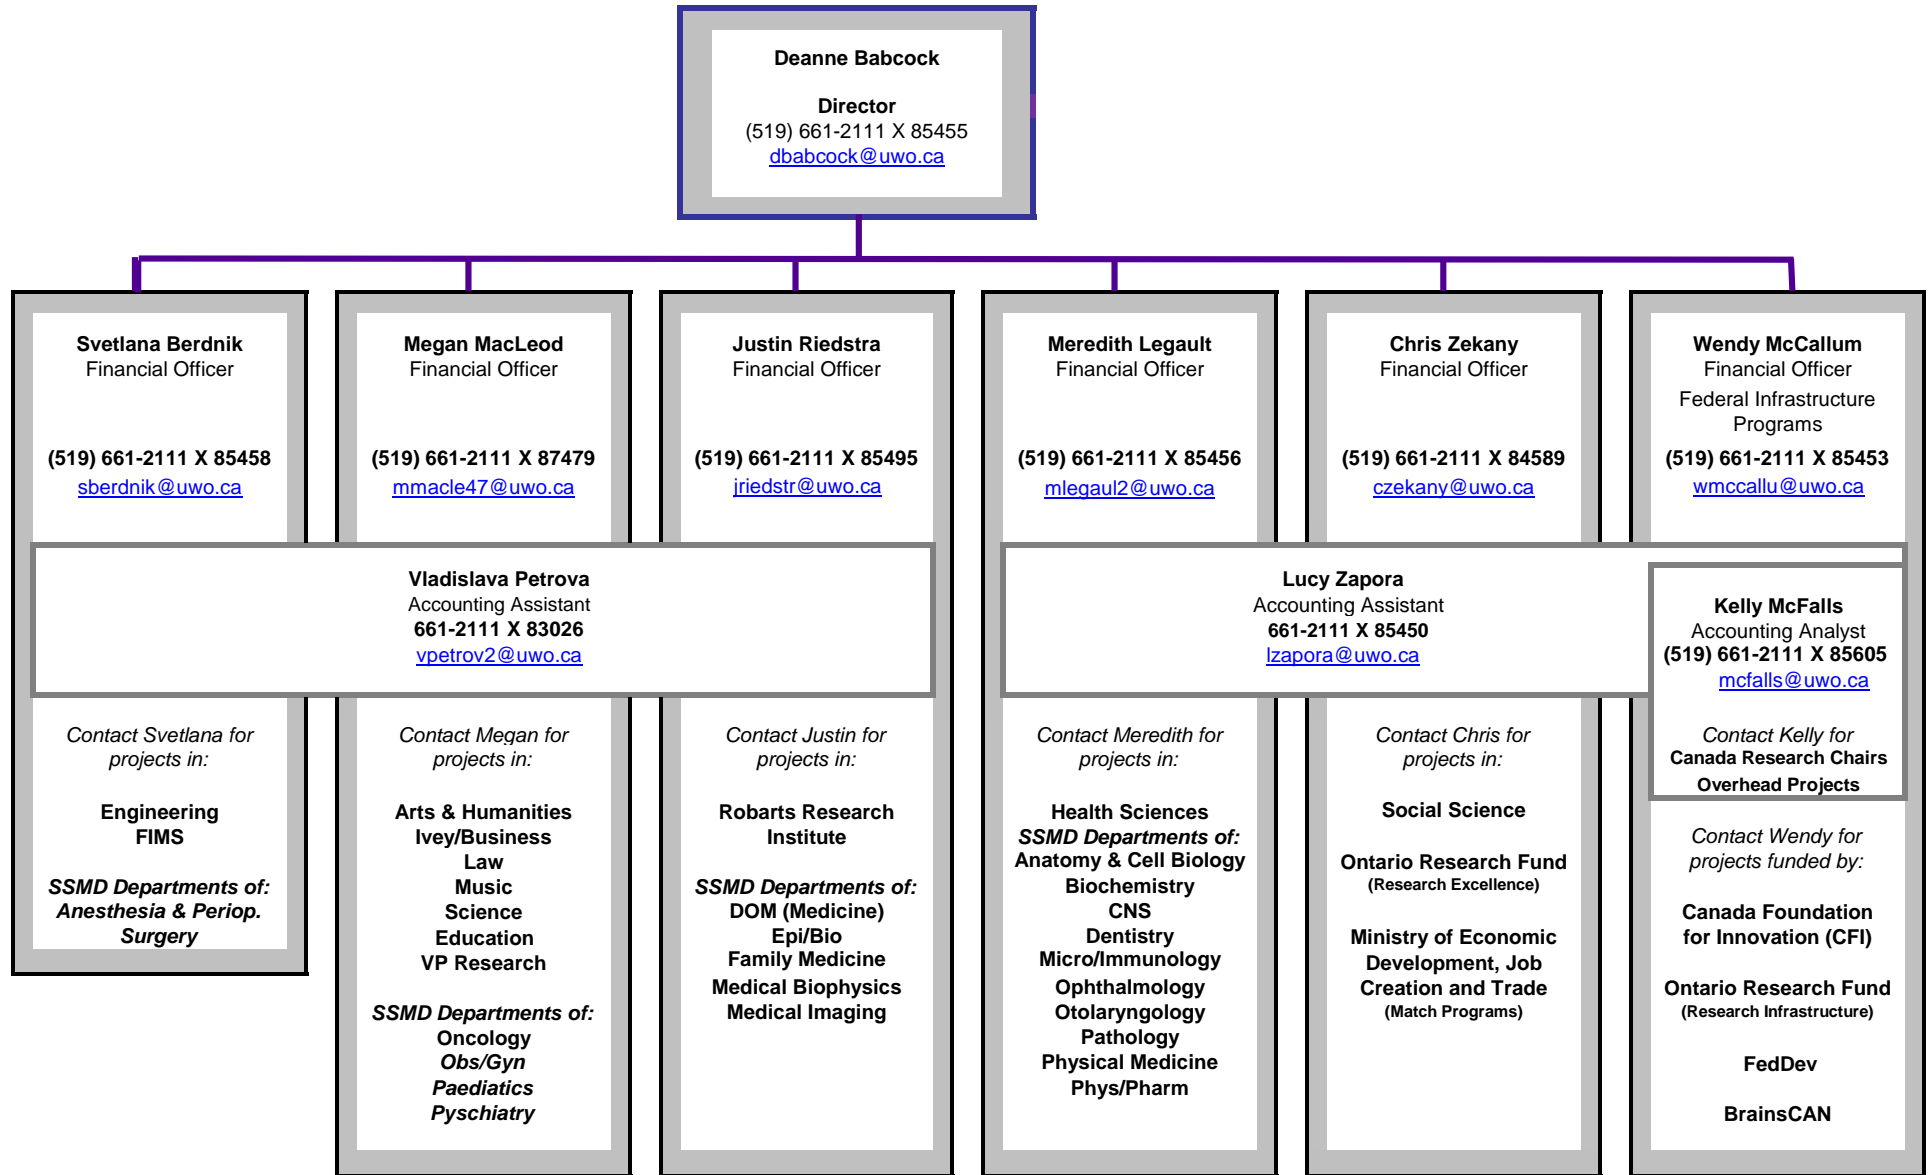 Deanne Babcock
Director
(519) 661-2111 X 85455
dbabcock@uwo.ca
Svetlana Berdnik
Financial Officer
(519) 661-2111 X 85458
sberdnik@uwo.ca
Megan MacLeod
Financial Officer
(519) 661-2111 X 87479
mmacle47@uwo.ca
Justin Riedstra
Financial Officer
(519) 661-2111 X 85495
jriedstr@uwo.ca
Meredith Legault
Financial Officer
(519) 661-2111 X 85456
mlegaul2@uwo.ca
Chris Zekany
Financial Officer
(519) 661-2111 X 84589
czekany@uwo.ca
Wendy McCallum
Financial Officer
Federal Infrastructure
Programs
(519) 661-2111 X 85453
wmccallu@uwo.ca
Vladislava Petrova
Accounting Assistant
661-2111 X 83026
vpetrov2@uwo.ca
Lucy Zapora
Accounting Assistant
661-2111 X 85450
lzapora@uwo.ca
Kelly McFalls
Accounting Analyst
(519) 661-2111 X 85605
mcfalls@uwo.ca
Contact Kelly for
Canada Research Chairs
Overhead Projects
Contact Svetlana for
projects in:
Engineering
FIMS
SSMD Departments of:
Anesthesia & Periop.
Surgery
Contact Megan for
projects in:
Arts & Humanities
Ivey/Business
Law
Music
Science
Education
VP Research
SSMD Departments of:
Oncology
Obs/Gyn
Paediatics
Pyschiatry
Contact Justin for
projects in:
Robarts Research
Institute
SSMD Departments of:
DOM (Medicine)
Epi/Bio
Family Medicine
Medical Biophysics
Medical Imaging
Contact Meredith for
projects in:
Health Sciences
SSMD Departments of:
Anatomy & Cell Biology
Biochemistry
CNS
Dentistry
Micro/Immunology
Ophthalmology
Otolaryngology
Pathology
Physical Medicine
Phys/Pharm
Contact Chris for
projects in:
Social Science
Ontario Research Fund
(Research Excellence)
Ministry of Economic
Development, Job
Creation and Trade
(Match Programs)
Contact Wendy for
projects funded by:
Canada Foundation
for Innovation (CFI)
Ontario Research Fund
(Research Infrastructure)
FedDev
BrainsCAN